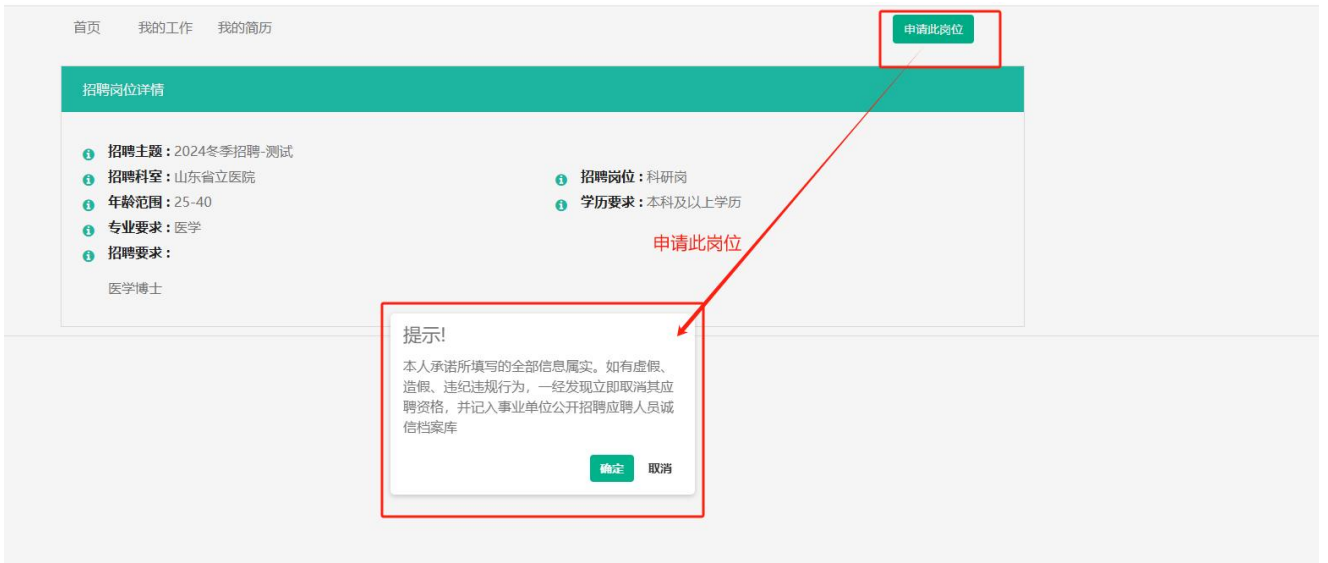 首页 我的工作 我的简历 申请此岗位
招聘岗位详情
招聘主题：2024冬季招聘-测试
招聘科室：山东省立医院 招聘岗位：科研岗
年龄范围：25-40 学历要求：本科及以上学历
专业要求：医学
招聘要求：
申请此岗位
医学博士
提示!
本人承诺所填写的全部信息属实。如有虚假、
造假、违纪违规行为，一经发现立即取消其应
聘资格，并记入事业单位公开招聘应聘人员诚
信档案库
确定 取消